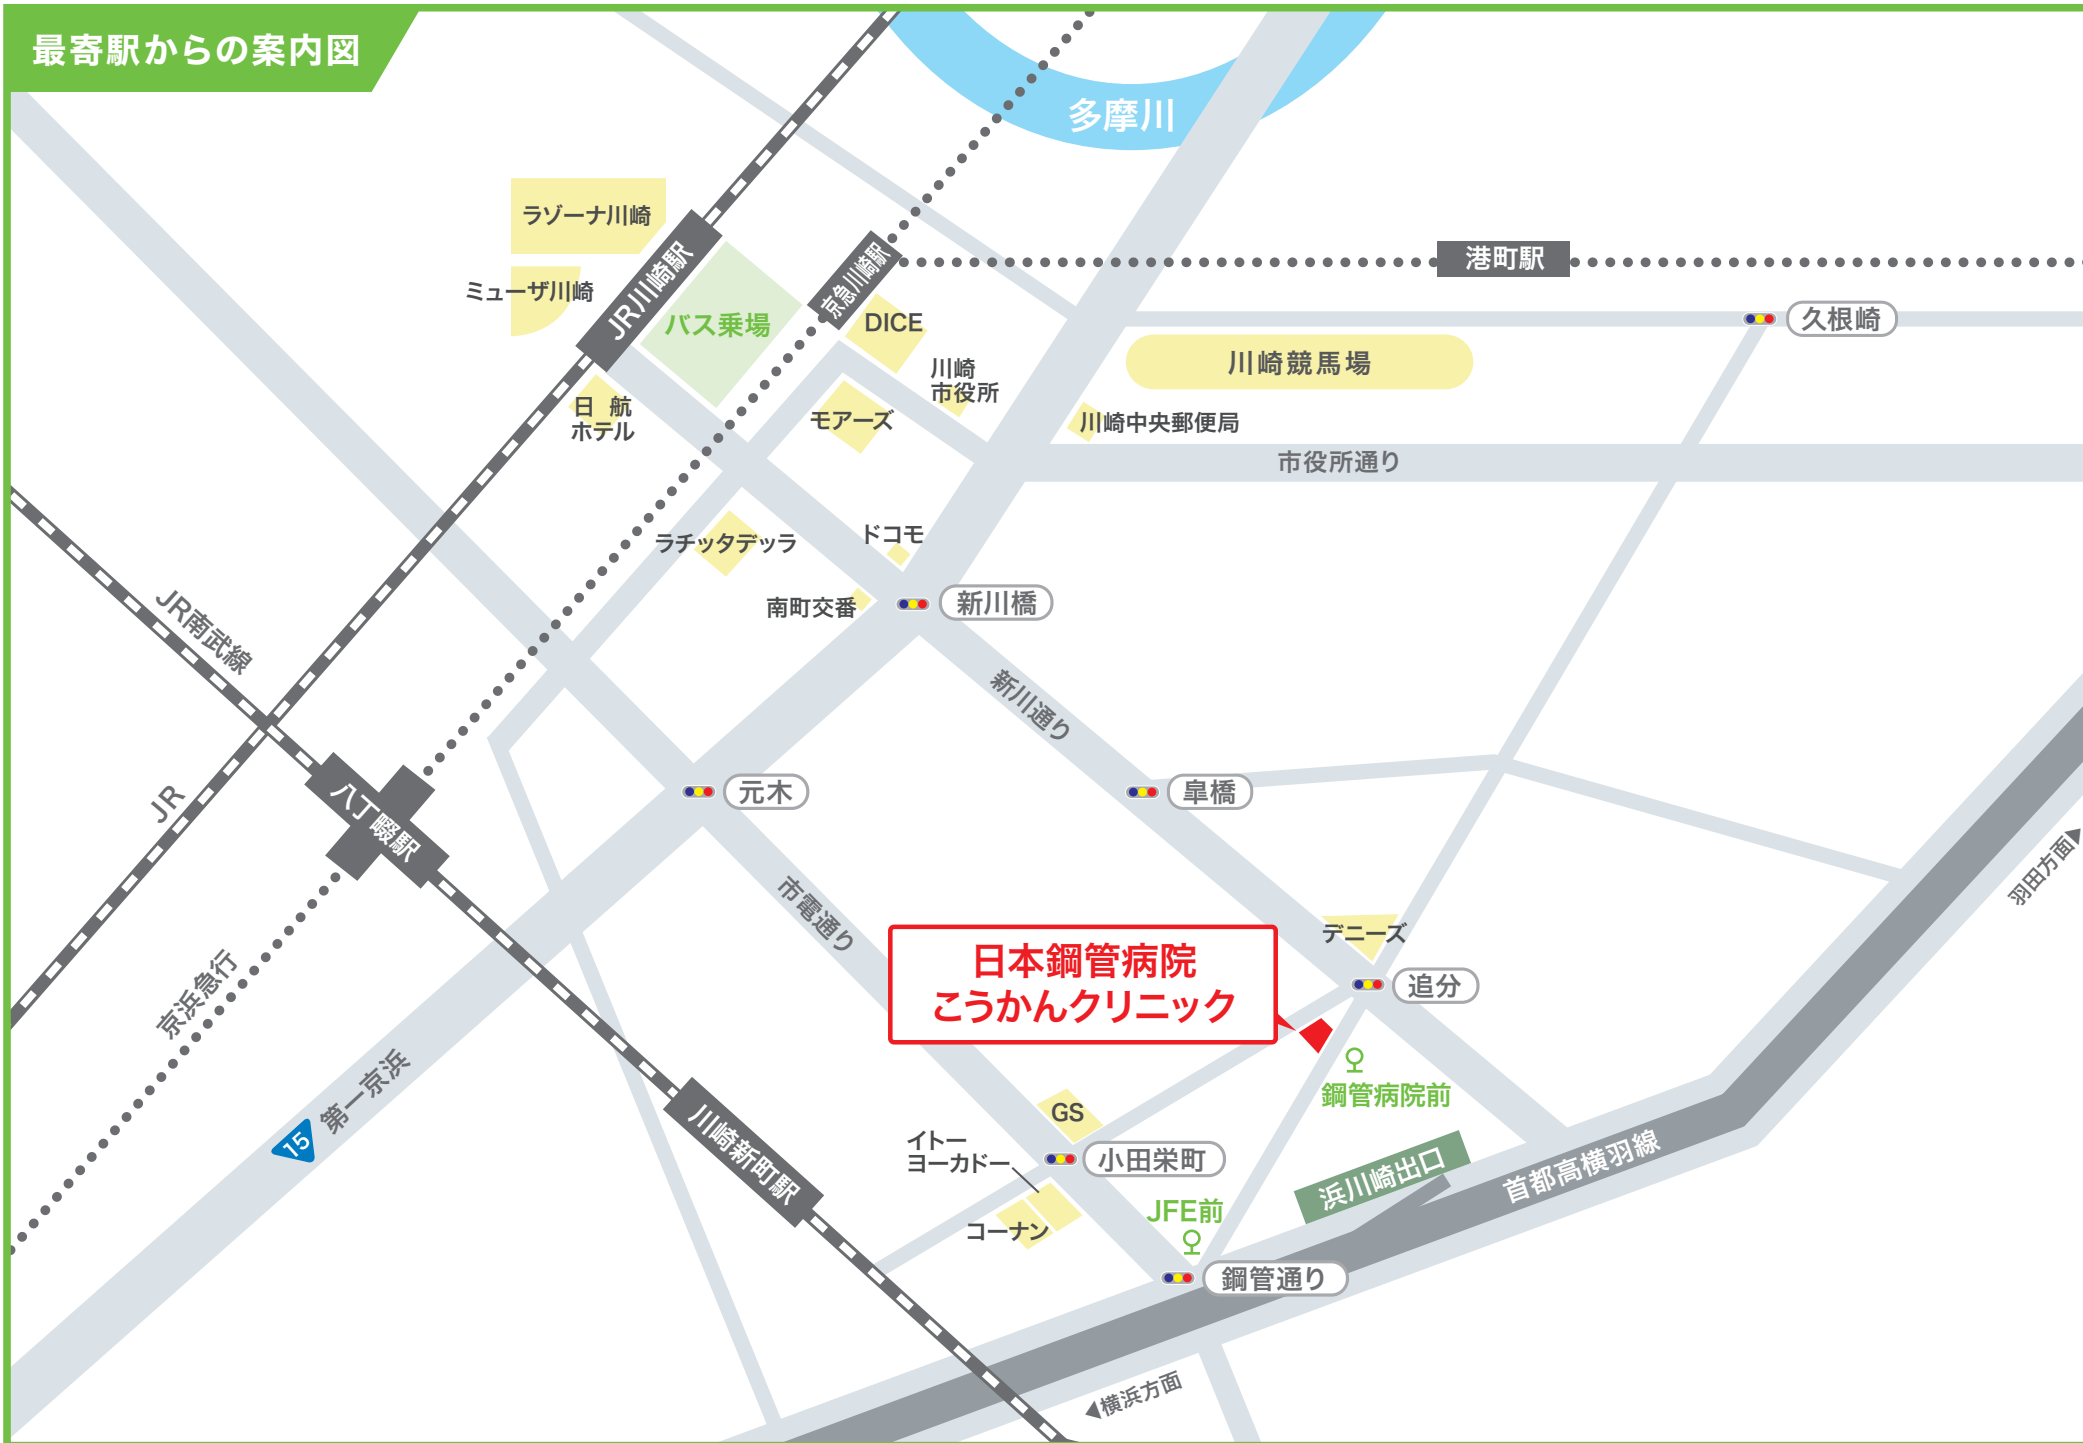 最寄駅からの案内図
多摩川
ラゾーナ川崎
ミューザ川崎
JR川崎駅
バス乗場
京急川崎駅
港町駅
久根崎
DICE
川崎
市役所
川崎競馬場
日 航
ホテル
モアーズ
川崎中央郵便局
市役所通り
ラチッタデッラ
ドコモ
南町交番
新川橋
JR南武線
新川通り
JR
八丁畷駅
元木
皐橋
羽田方面
市電通り
デニーズ
日本鋼管病院
こうかんクリニック
追分
京浜急行
第一京浜
15
鋼管病院前
GS
イトー
ヨーカドー
小田栄町
川崎新町駅
コーナン
JFE前
浜川崎出口
首都高横羽線
鋼管通り
横浜方面